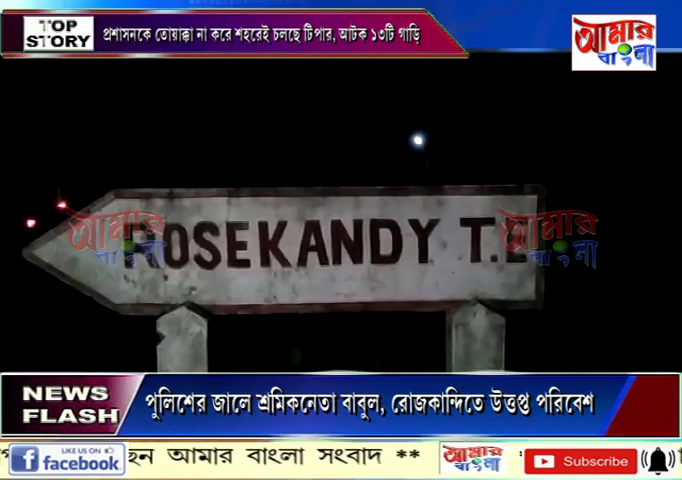 TOP
STORY
প্রশাসনকে তোয়াক্কা না করে শহরেই চলছে টিপার, আটক ১৩টি গাড়ি
আমার
বাংলা
ROSEKANDY T.E
আমার
বাংলা
আমার
বাংলা
NEWS
FLASH
পুলিশের জালে শ্রমিকনেতা বাবুল, রোজকান্দিতে উত্তপ্ত পরিবেশ
LIKE US ON
facebook
ছেন আমার বাংলা সংবাদ **
আমার
বাংলা
Subscribe